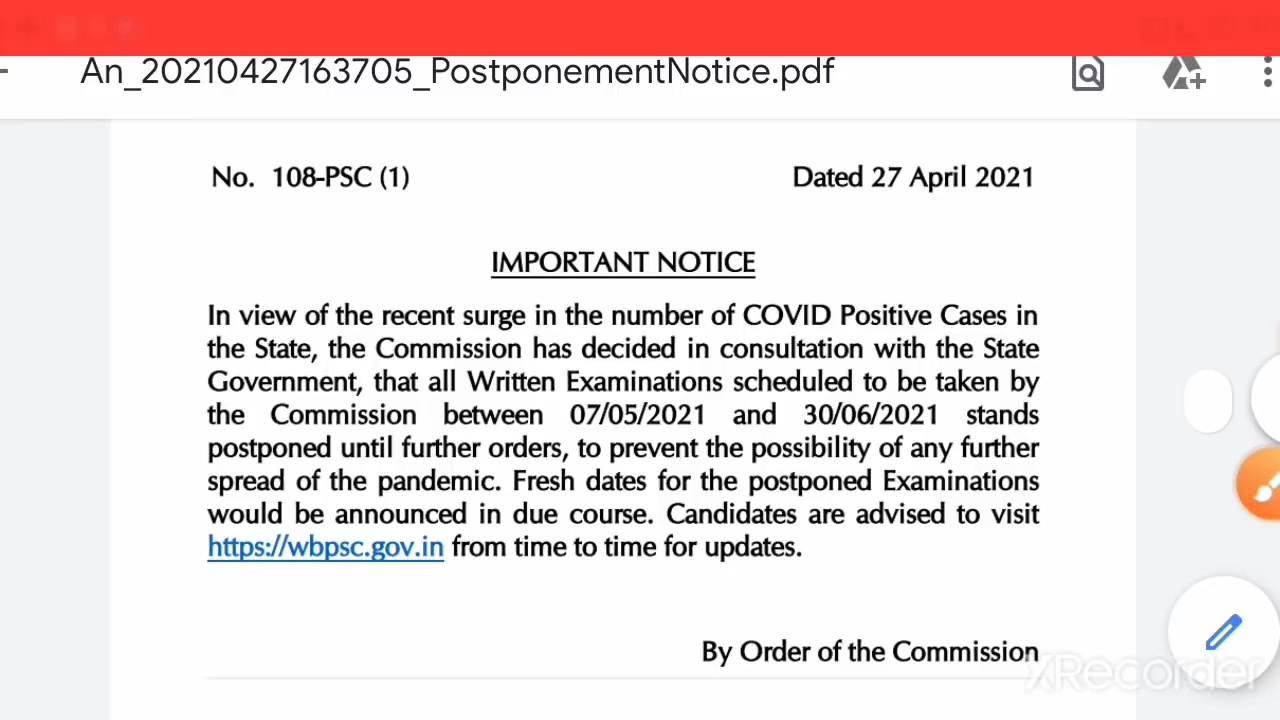 An_20210427163705_PostponementNotice.pdf
No. 108-PSC (1) Dated 27 April 2021
IMPORTANT NOTICE
In view of the recent surge in the number of COVID Positive Cases in
the State, the Commission has decided in consultation with the State
Government, that all Written Examinations scheduled to be taken by
the Commission between 07/05/2021 and 30/06/2021 stands
postponed until further orders, to prevent the possibility of any further
spread of the pandemic. Fresh dates for the postponed Examinations
would be announced in due course. Candidates are advised to visit
https://wbpsc.gov.in from time to time for updates.
By Order of the Commission
XRecorder